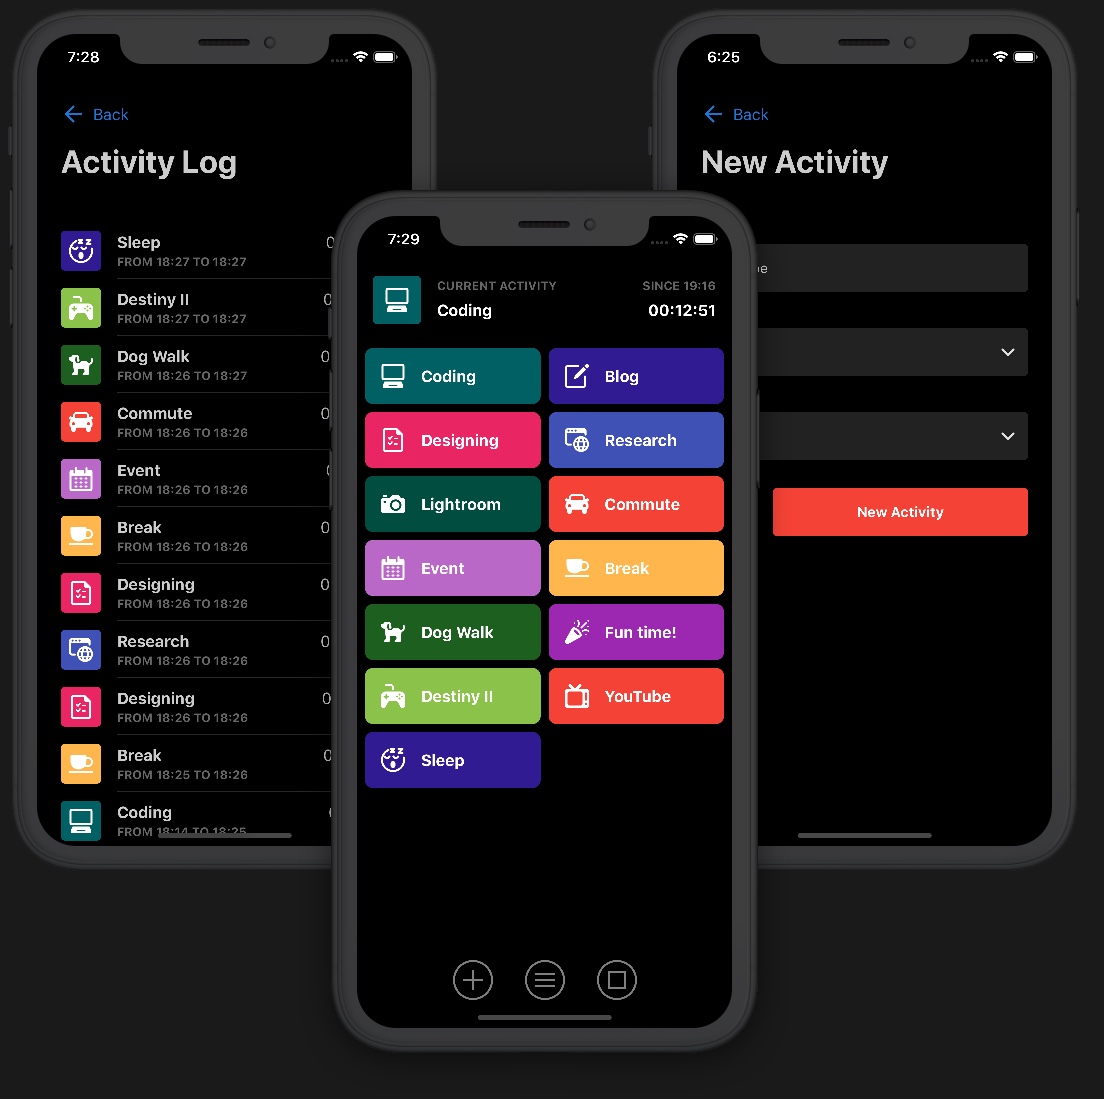 7:28
Back
Activity Log
Sleep
FROM 18:27 TO 18:27
Destiny II
FROM 18:27 TO 18:27
Dog Walk
FROM 18:26 TO 18:27
Commute
FROM 18:26 TO 18:26
Event
FROM 18:26 TO 18:26
Break
FROM 18:26 TO 18:26
Designing
FROM 18:26 TO 18:26
Research
FROM 18:26 TO 18:26
Designing
FROM 18:26 TO 18:26
Break
FROM 18:25 TO 18:26
Coding
FROM 18:14 TO 18:25
7:29
CURRENT ACTIVITY
SINCE 19:16
Coding
00:12:51
Coding
Blog
Designing
Research
Lightroom
Commute
Event
Break
Dog Walk
Fun time!
Destiny II
YouTube
Sleep
6:25
Back
New Activity
New Activity